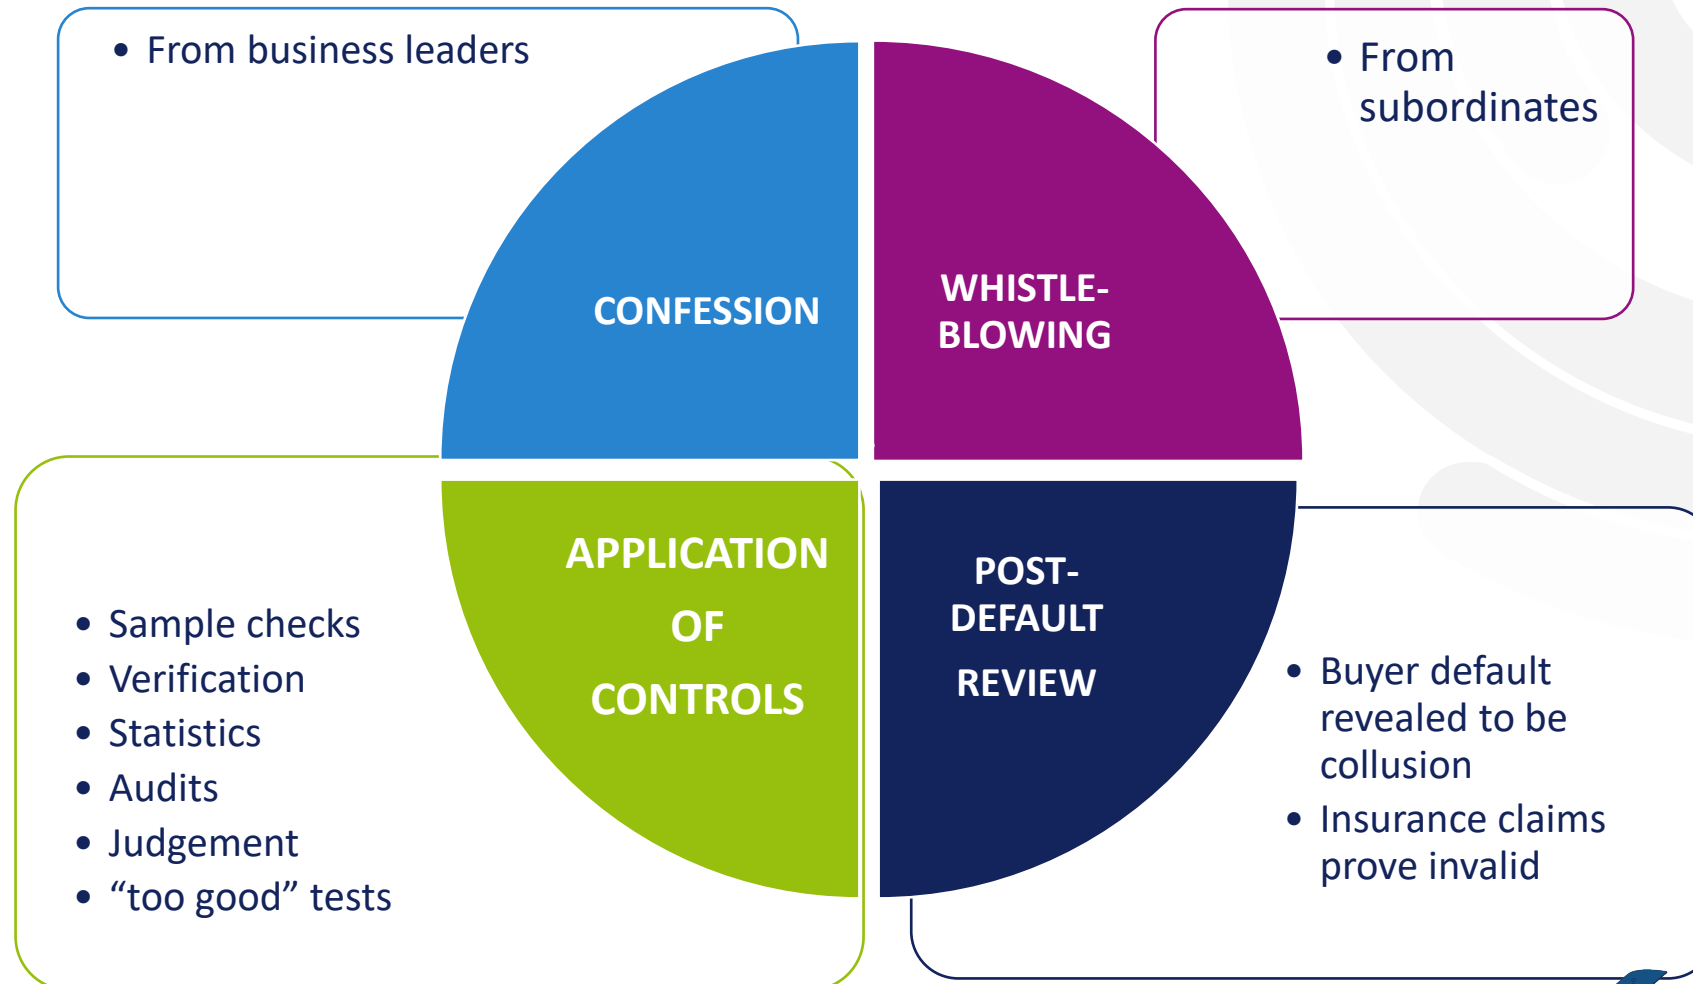 • From business leaders
• From
subordinates
CONFESSION
WHISTLE-
BLOWING
APPLICATION
OF
CONTROLS
POST-
DEFAULT
REVIEW
• Sample checks
• Verification
• Statistics
• Audits
• Judgement
• “too good” tests
• Buyer default
revealed to be
collusion
• Insurance claims
prove invalid